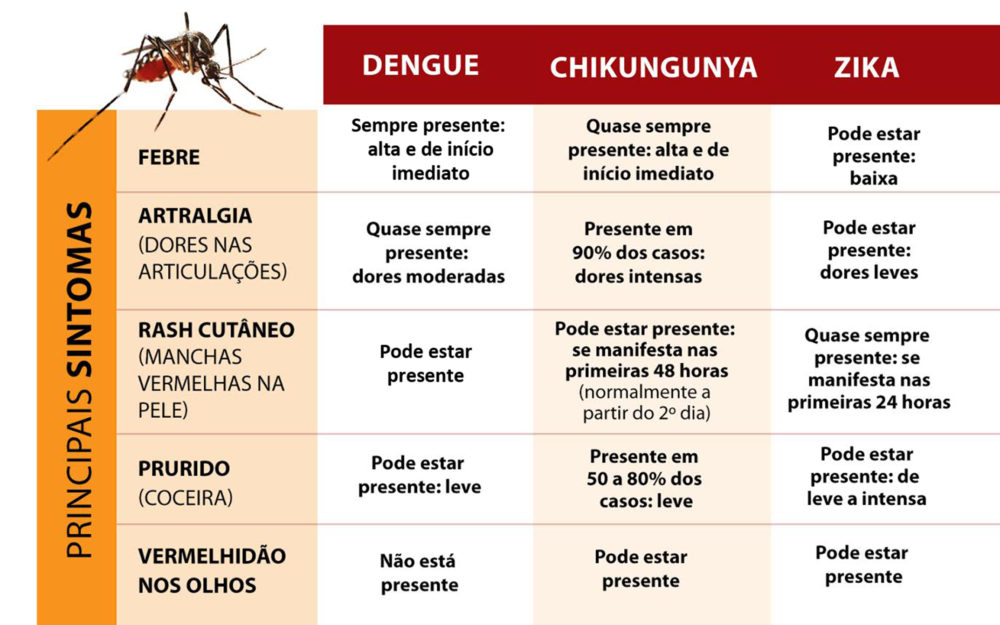 DENGUE
CHIKUNGUNYA
ZIKA
PRINCIPAIS SINTOMAS
FEBRE
Sempre presente:
alta e de início
imediato
Quase sempre
presente: alta e de
início imediato
Pode estar
presente:
baixa
ARTRALGIA
(DORES NAS
ARTICULAÇÕES)
Quase sempre
presente:
dores moderadas
Presente em
90% dos casos:
dores intensas
Pode estar
presente:
dores leves
RASH CUTÂNEO
(MANCHAS
VERMELHAS NA
PELE)
Pode estar
presente
Pode estar presente:
se manifesta nas
primeiras 48 horas
(normalmente a
partir do 2º dia)
Quase sempre
presente: se
manifesta nas
primeiras 24 horas
PRURIDO
(COCEIRA)
Pode estar
presente: leve
Presente em
50 a 80% dos
casos: leve
Pode estar
presente: de
leve a intensa
VERMELHIDÃO
NOS OLHOS
Não está
presente
Pode estar
presente
Pode estar
presente